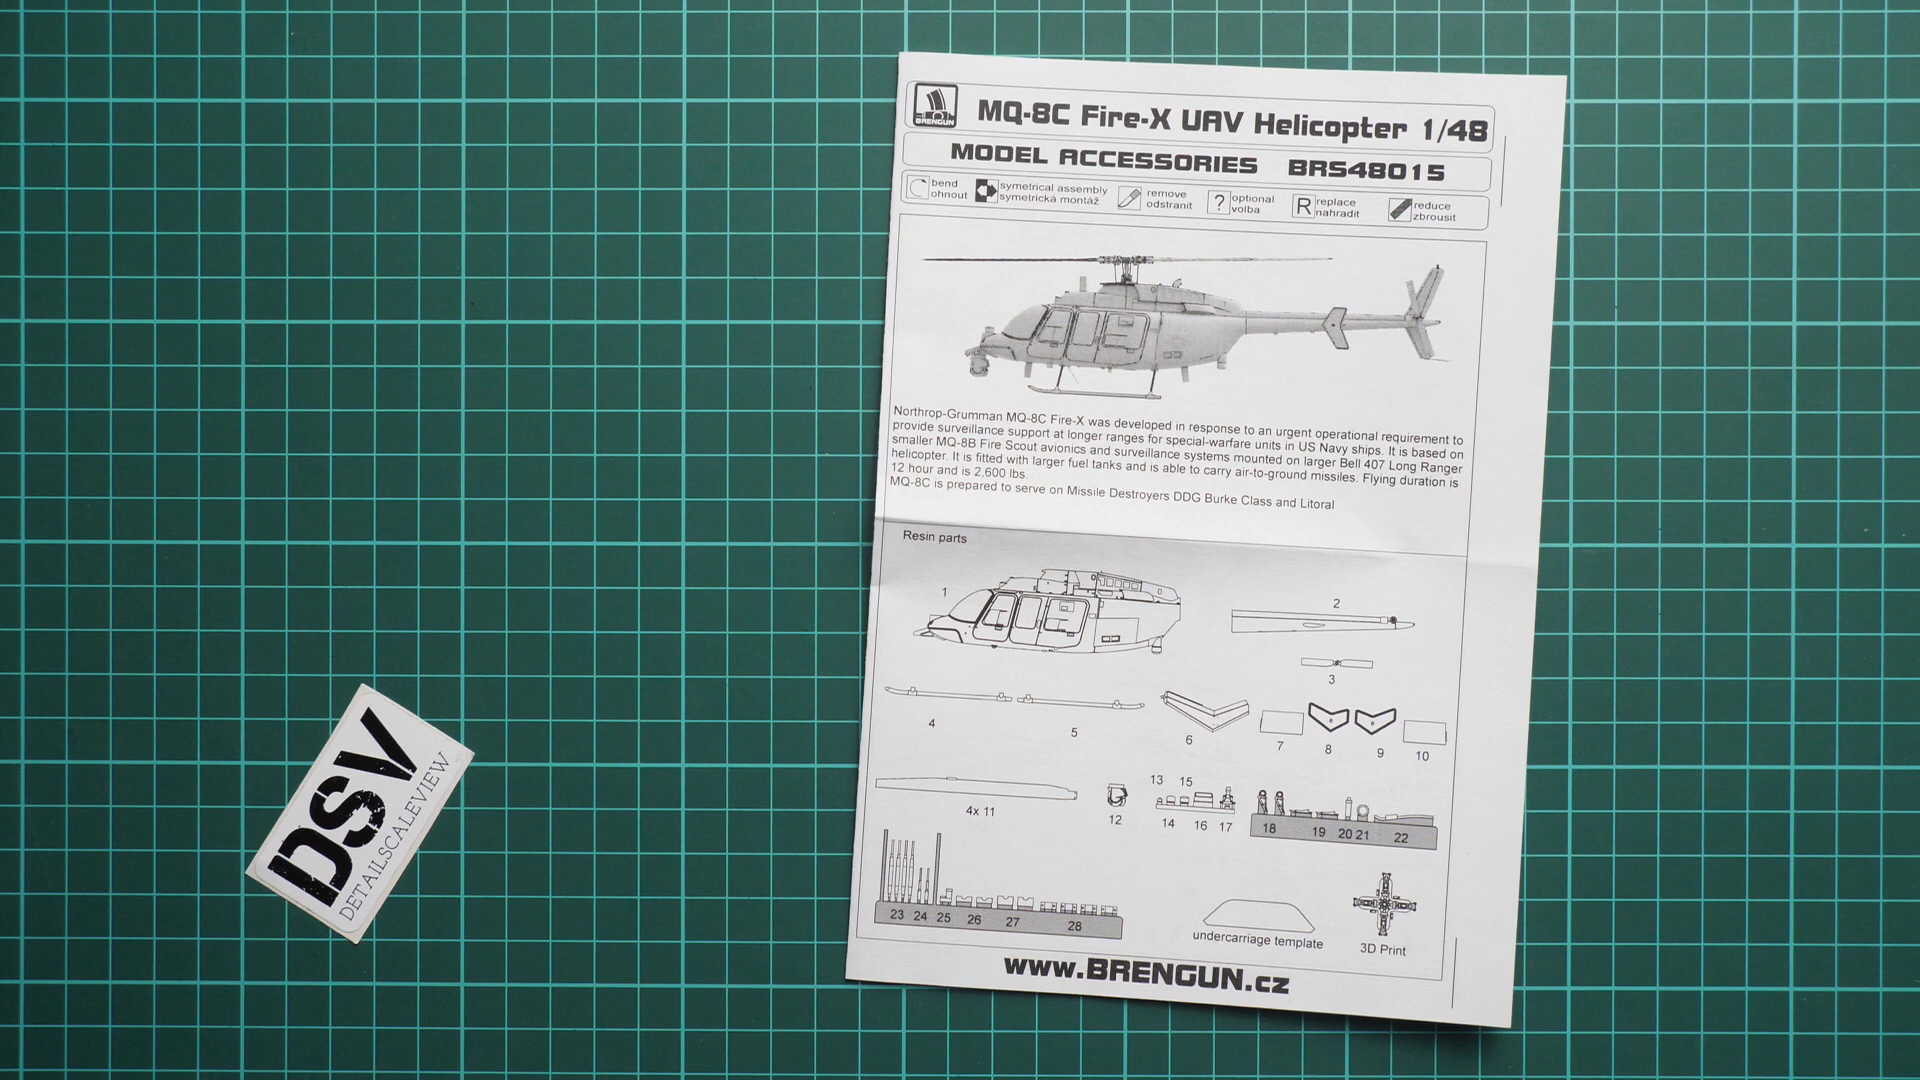 BRENGUN
MQ-8C Fire-X UAV Helicopter 1/48
MODEL ACCESSORIES BRS48015
bend
ohnout
symetrical assembly
symetrická montáž
remove
odstranit
?
optional
volba
R
replace
nahradit
reduce
zbrousit
Northrop-Grumman MQ-8C Fire-X was developed in response to an urgent operational requirement to
provide surveillance support at longer ranges for special-warfare units in US Navy ships. It is based on
smaller MQ-8B Fire Scout avionics and surveillance systems mounted on larger Bell 407 Long Ranger
helicopter. It is fitted with larger fuel tanks and is able to carry air-to-ground missiles. Flying duration is
12 hour and is 2.600 lbs.
MQ-8C is prepared to serve on Missile Destroyers DDG Burke Class and Litoral
Resin parts
1
2
3
4
5
6
7
8
9
10
4x 11
12
13
15
14
16
17
18
19
20
21
22
23
24
25
26
27
28
undercarriage template
3D Print
www.BRENGUN.cz
DSV
DETAILSCALEVIEW